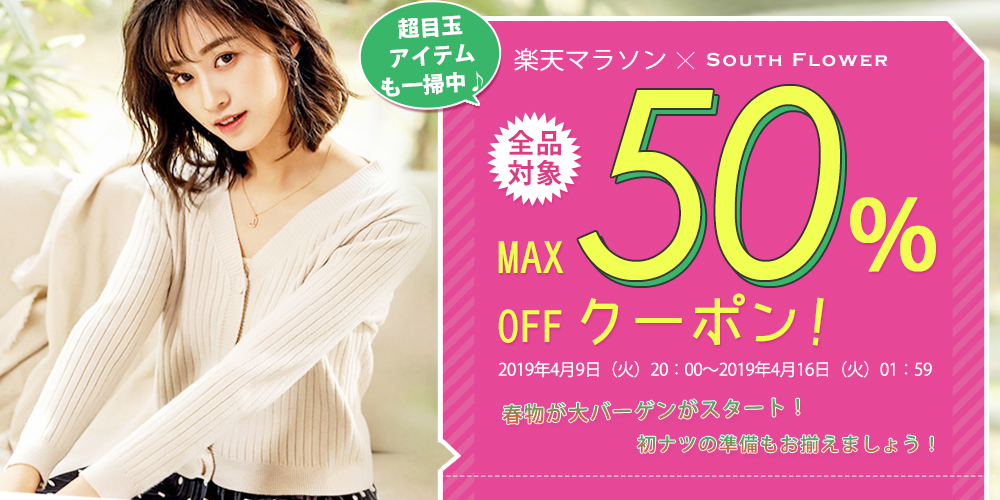 超目玉
アイテム
も一掃中♪
楽天マラソン × SOUTH FLOWER
全品
対象
MAX 50%
OFF クーポン!
2019年4月9日（火）20：00～2019年4月16日（火）01：59
春物が大バーゲンがスタート！
初ナツの準備もお揃えましょう！